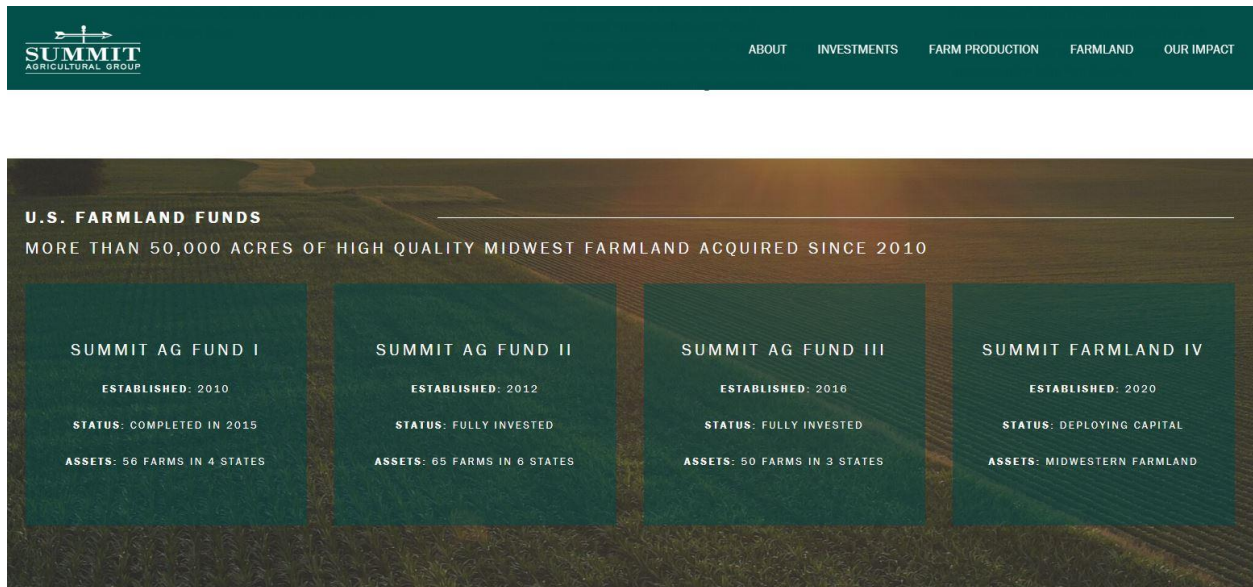 SUMMIT
AGRICULTURAL GROUP
ABOUT INVESTMENTS FARM PRODUCTION FARMLAND OUR IMPACT
U.S. FARMLAND FUNDS
MORE THAN 50,000 ACRES OF HIGH QUALITY MIDWEST FARMLAND ACQUIRED SINCE 2010
SUMMIT AG FUND I
ESTABLISHED: 2010
STATUS: COMPLETED IN 2015
ASSETS: 56 FARMS IN 4 STATES
SUMMIT AG FUND II
ESTABLISHED: 2012
STATUS: FULLY INVESTED
ASSETS: 65 FARMS IN 6 STATES
SUMMIT AG FUND III
ESTABLISHED: 2016
STATUS: FULLY INVESTED
ASSETS: 50 FARMS IN 3 STATES
SUMMIT FARMLAND IV
ESTABLISHED: 2020
STATUS: DEPLOYING CAPITAL
ASSETS: MIDWESTERN FARMLAND